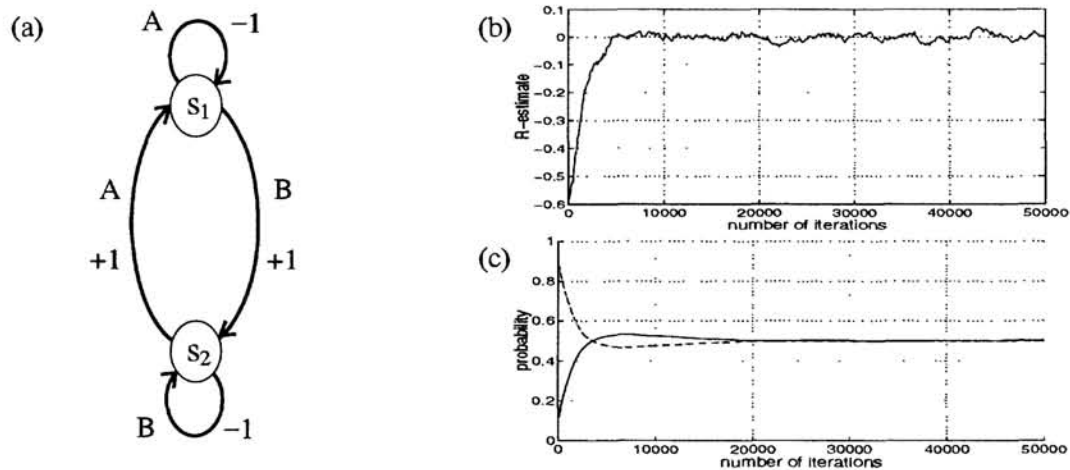 (a)
A
−1
s1
A
B
+1
+1
s2
B
−1
(b)
0.1
0
−0.1
−0.2
−0.3
−0.4
−0.5
−0.6
R−estimate
0
10000
20000
30000
40000
50000
number of iterations
(c)
1
0.8
0.6
0.4
0.2
0
probability
0
10000
20000
30000
40000
50000
number of iterations